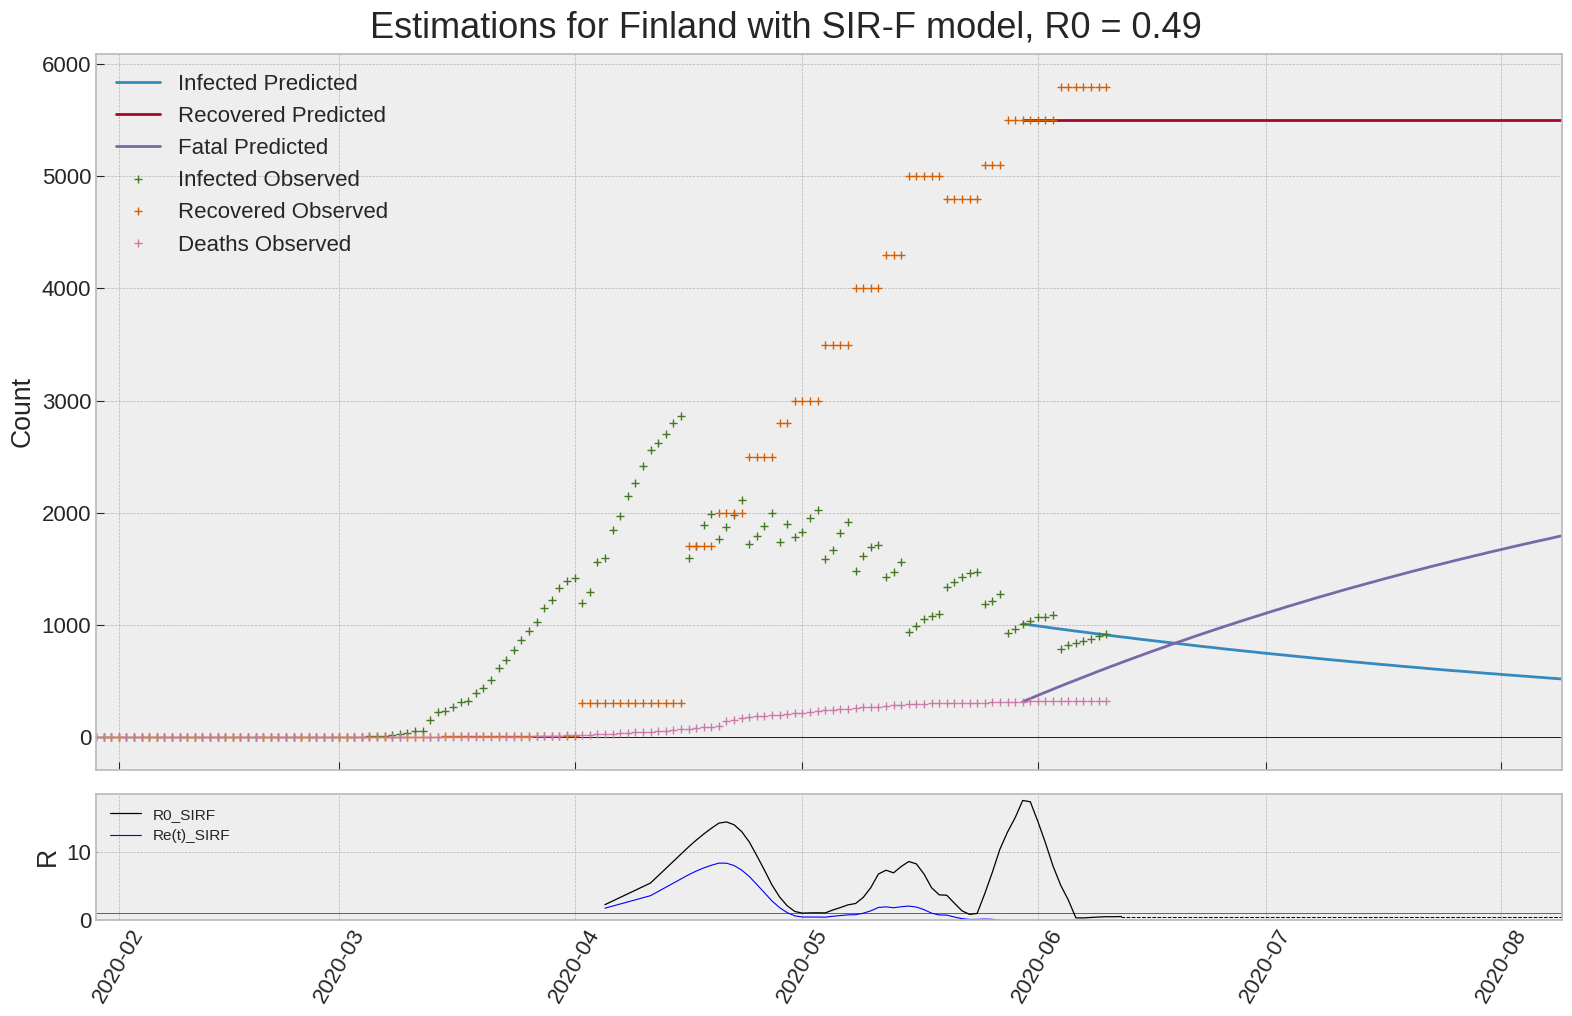 Estimations for Finland with SIR-F model, R0 = 0.49
6000
5000
4000
3000
2000
1000
0
Count
Infected Predicted
Recovered Predicted
Fatal Predicted
Infected Observed
Recovered Observed
Deaths Observed
10
0
R
R0_SIRF
Re(t)_SIRF
2020-02
2020-03
2020-04
2020-05
2020-06
2020-07
2020-08